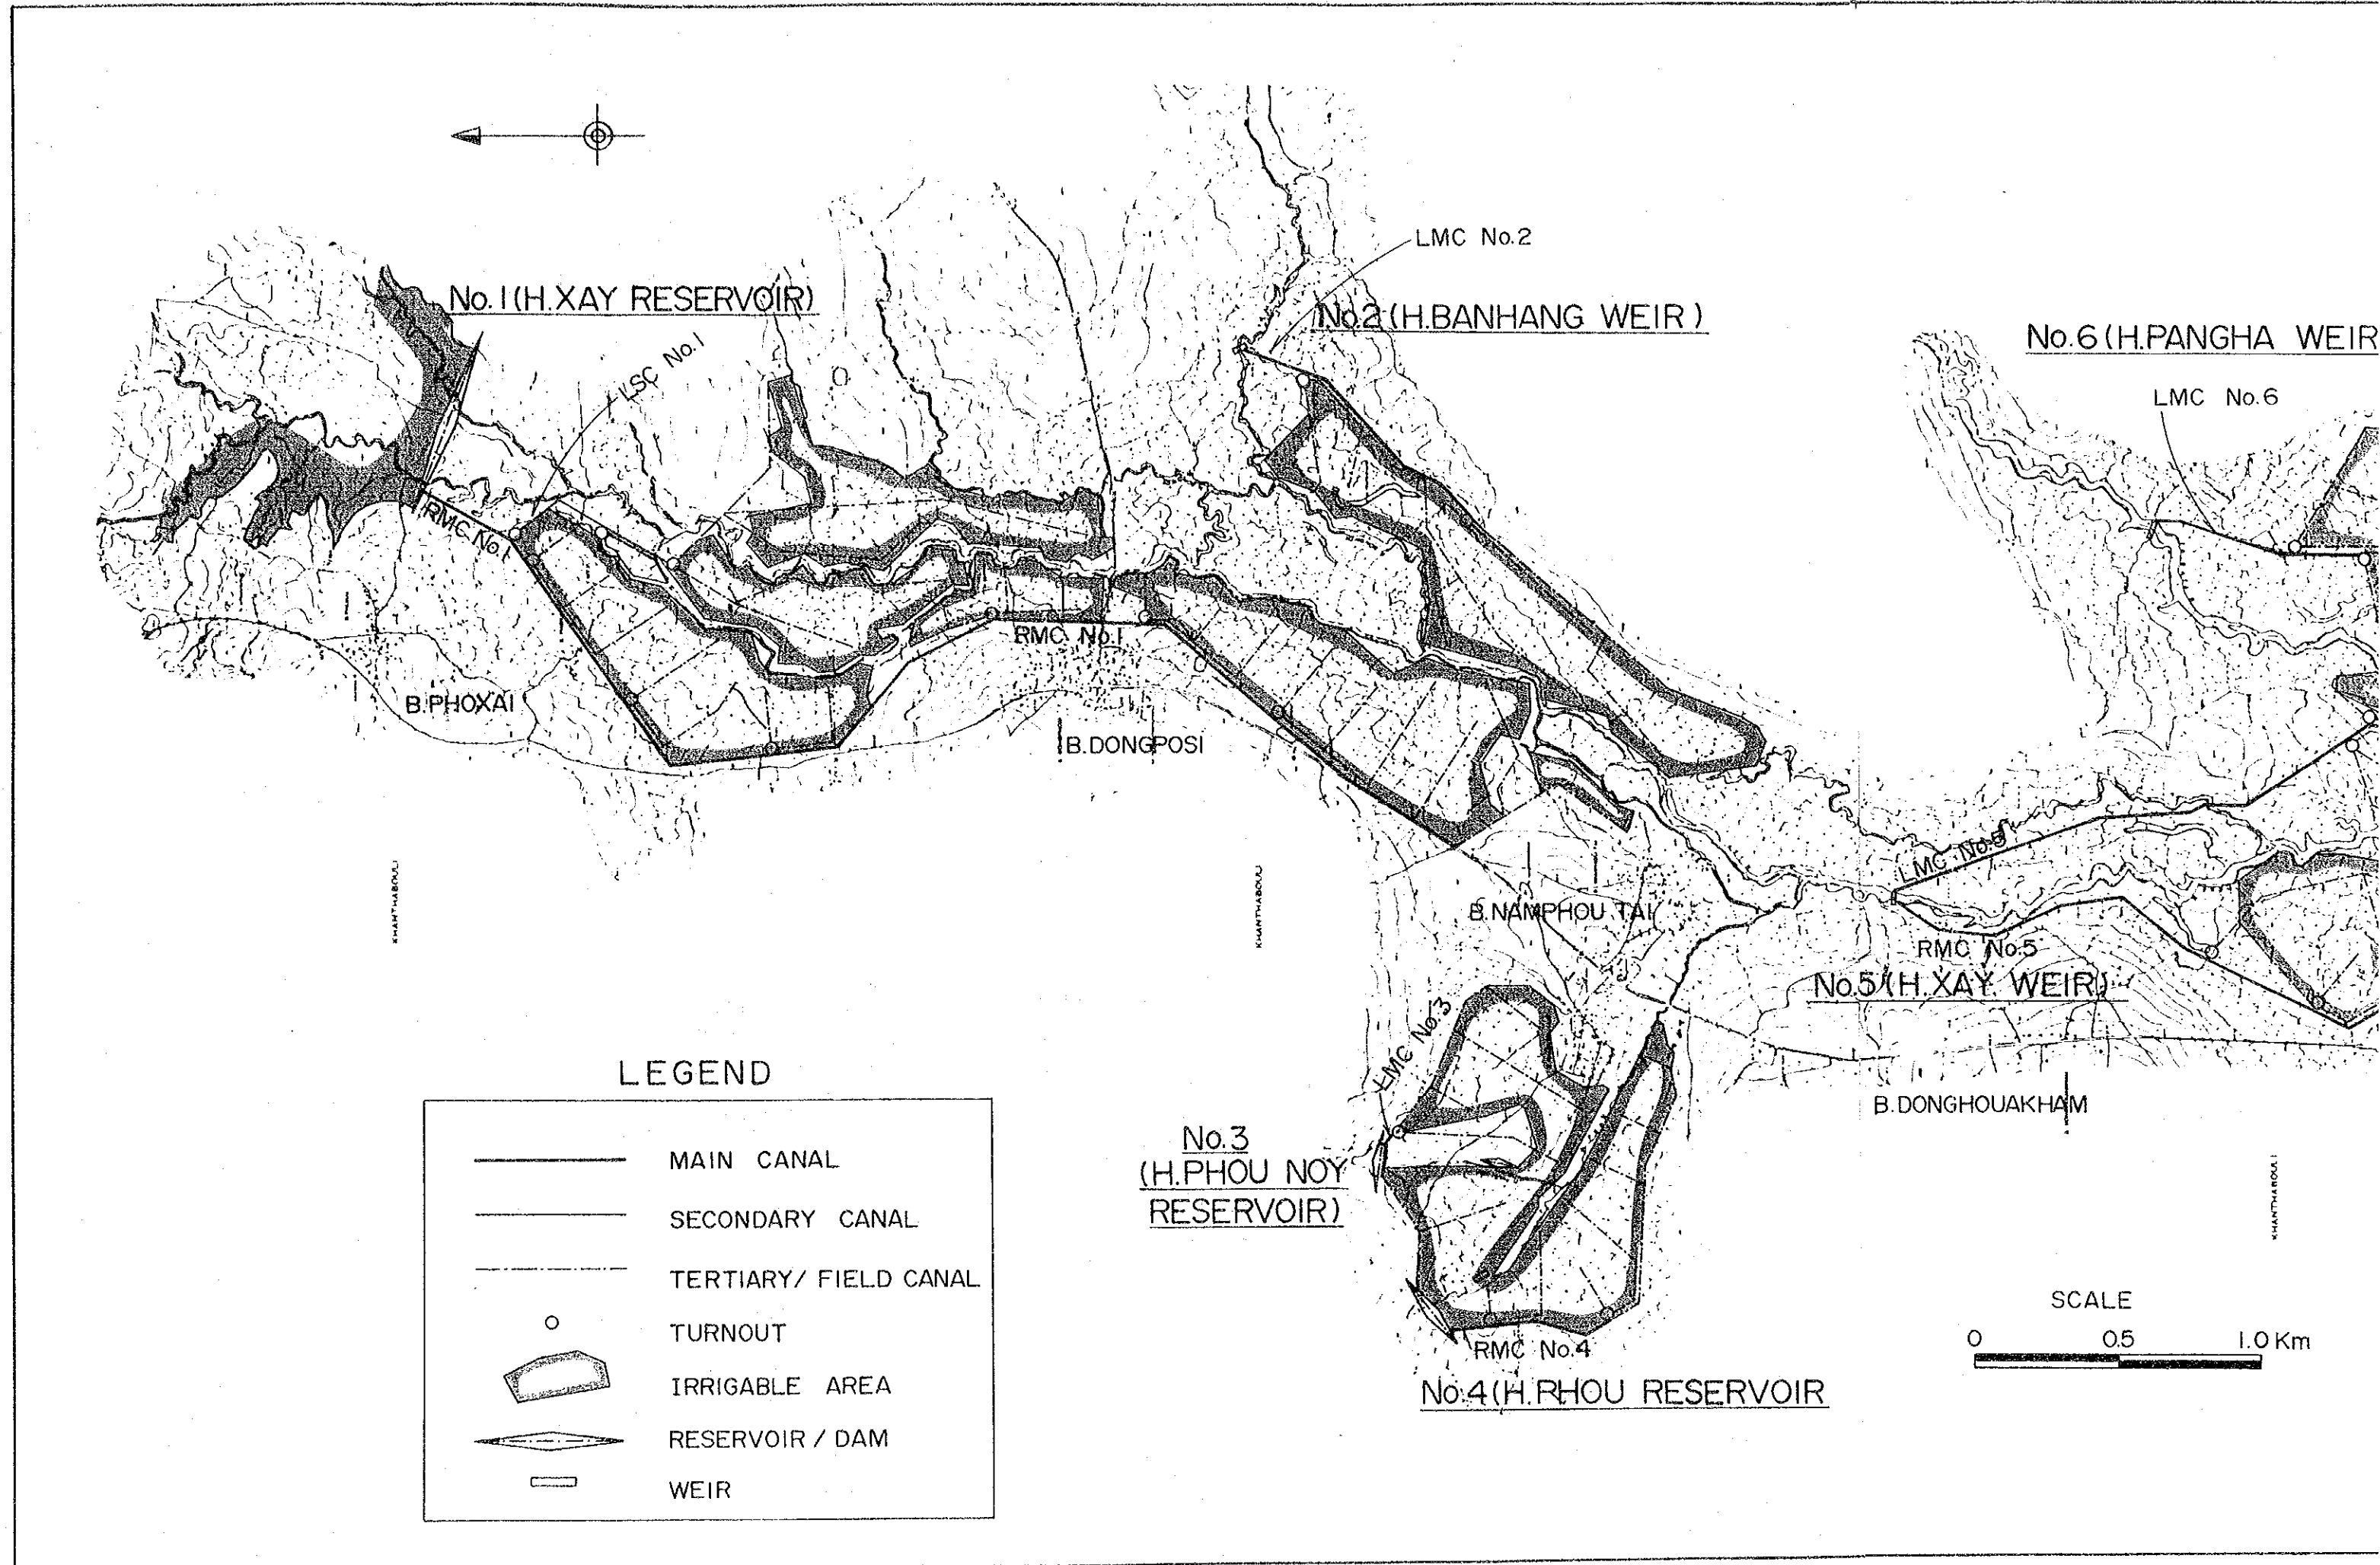 LMC No.2
No.1(H.XAY RESERVOIR)
No.2(H.BANHANG WEIR)
No.6(H.PANGHA WEIR
LSC No.1
LMC No.6
RMC No.1
RMC No.1
B.PHOXAI
B.DONGPOSI
LMC No.5
KHANTHABOULI
KHANTHABOULI
B.NAMPHOU TAI
RMC No.5
No.5(H.XAY WEIR)
LMC No.3
LEGEND
B.DONGHOUAKHAM
MAIN CANAL
No.3
(H.PHOU NOY
RESERVOIR)
KHANTHABOULI
SECONDARY CANAL
TERTIARY/ FIELD CANAL
SCALE
TURNOUT
0 0.5 1.0 Km
RMC No.4
IRRIGABLE AREA
No.4(H.PHOU RESERVOIR
RESERVOIR / DAM
WEIR